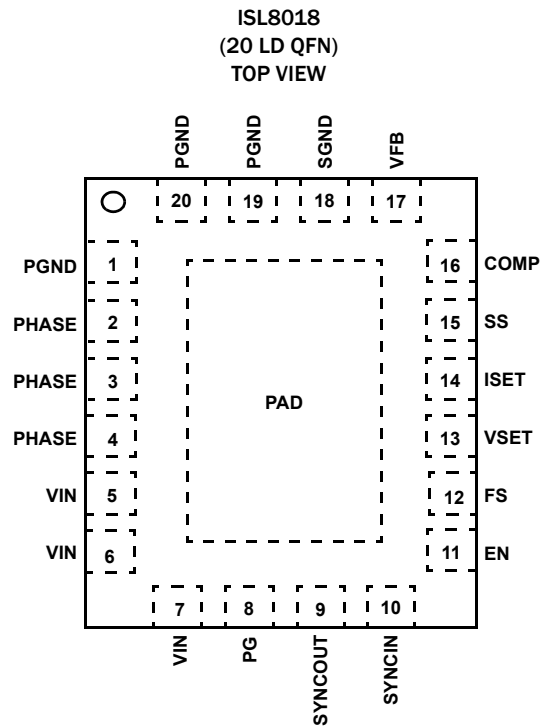 ISL8018
(20 LD QFN)
TOP VIEW
PGND
PGND
SGND
VFB
20
19
18
17
PGND 1
16 COMP
PHASE 2
15 SS
PHASE 3
14 ISET
PHASE 4
13 VSET
PAD
VIN 5
12 FS
VIN 6
11 EN
7
8
9
10
VIN
PG
SYNCOUT
SYNCIN